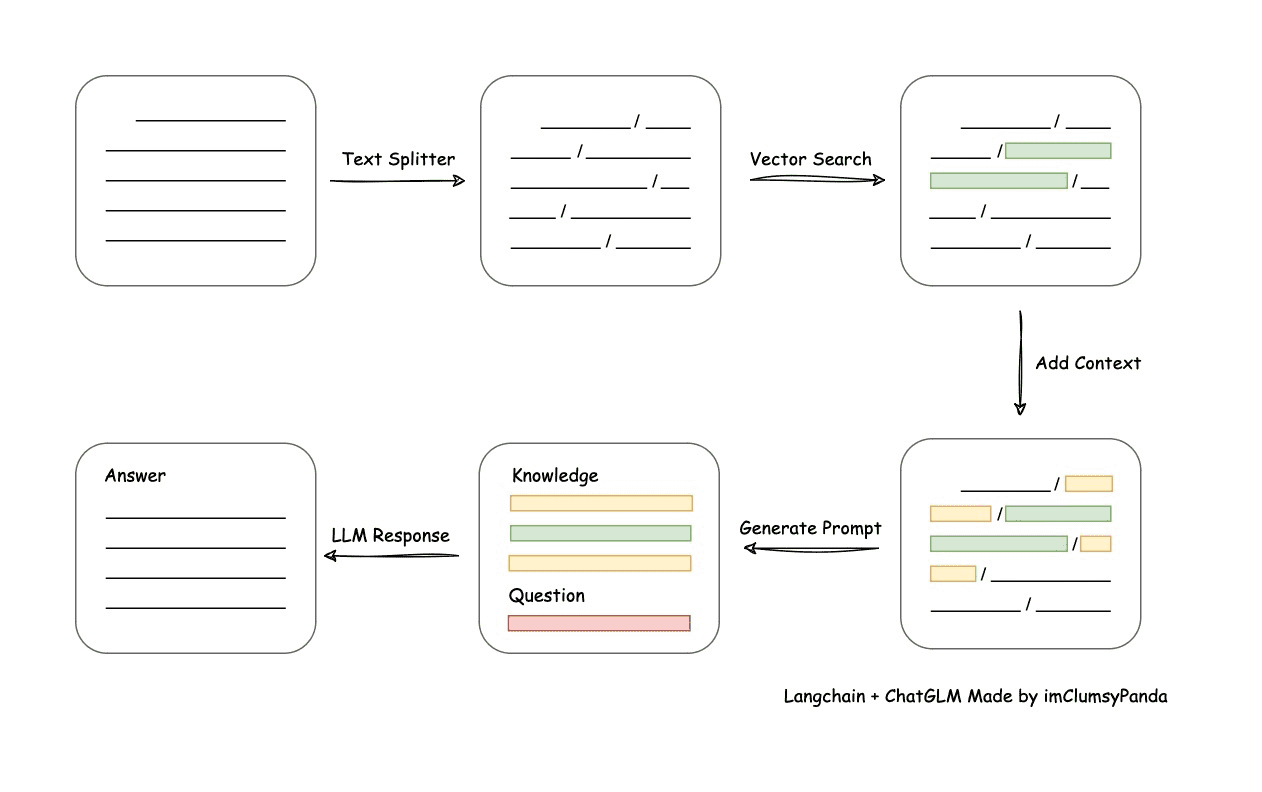 Text Splitter
Vector Search
Add Context
Generate Prompt
Knowledge
Question
LLM Response
Answer
Langchain + ChatGLM Made by imClumsyPanda